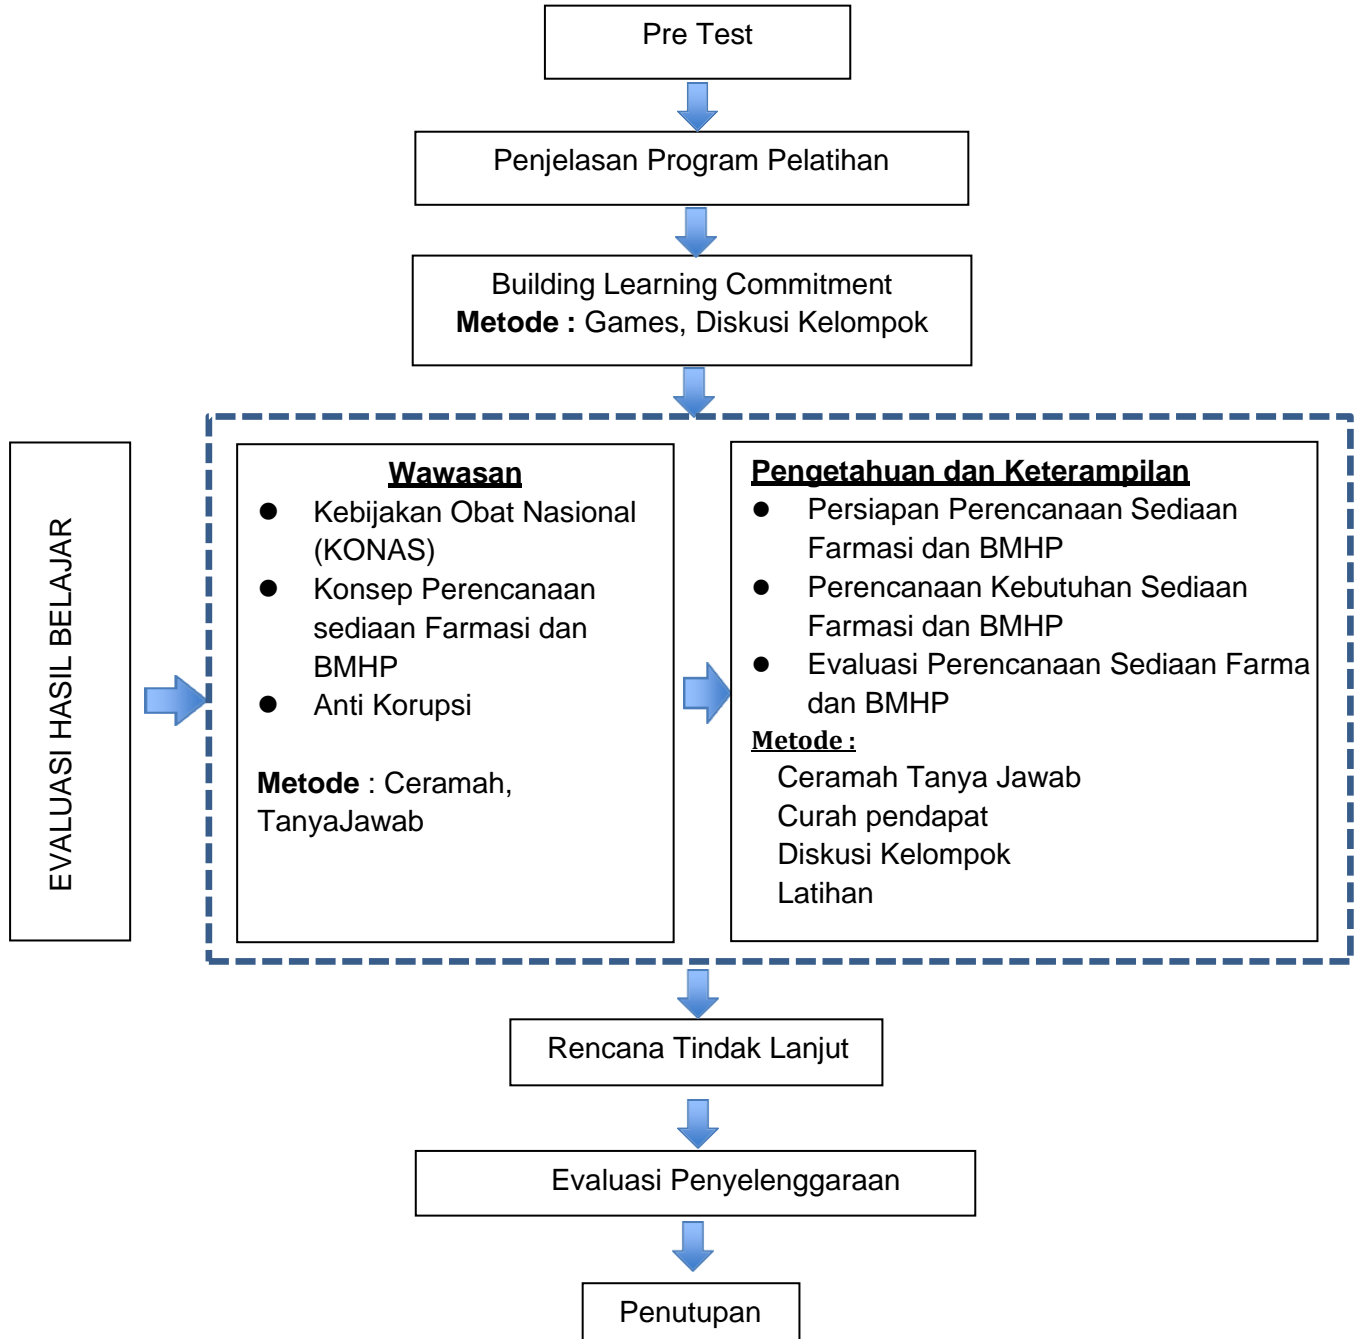 Pre Test
Penjelasan Program Pelatihan
Building Learning Commitment
Metode : Games, Diskusi Kelompok
EVALUASI HASIL BELAJAR
Wawasan
● Kebijakan Obat Nasional
(KONAS)
● Konsep Perencanaan
sediaan Farmasi dan
BMHP
● Anti Korupsi
Metode : Ceramah,
TanyaJawab
Pengetahuan dan Keterampilan
● Persiapan Perencanaan Sediaan
Farmasi dan BMHP
● Perencanaan Kebutuhan Sediaan
Farmasi dan BMHP
● Evaluasi Perencanaan Sediaan Farma
dan BMHP
Metode :
Ceramah Tanya Jawab
Curah pendapat
Diskusi Kelompok
Latihan
Rencana Tindak Lanjut
Evaluasi Penyelenggaraan
Penutupan